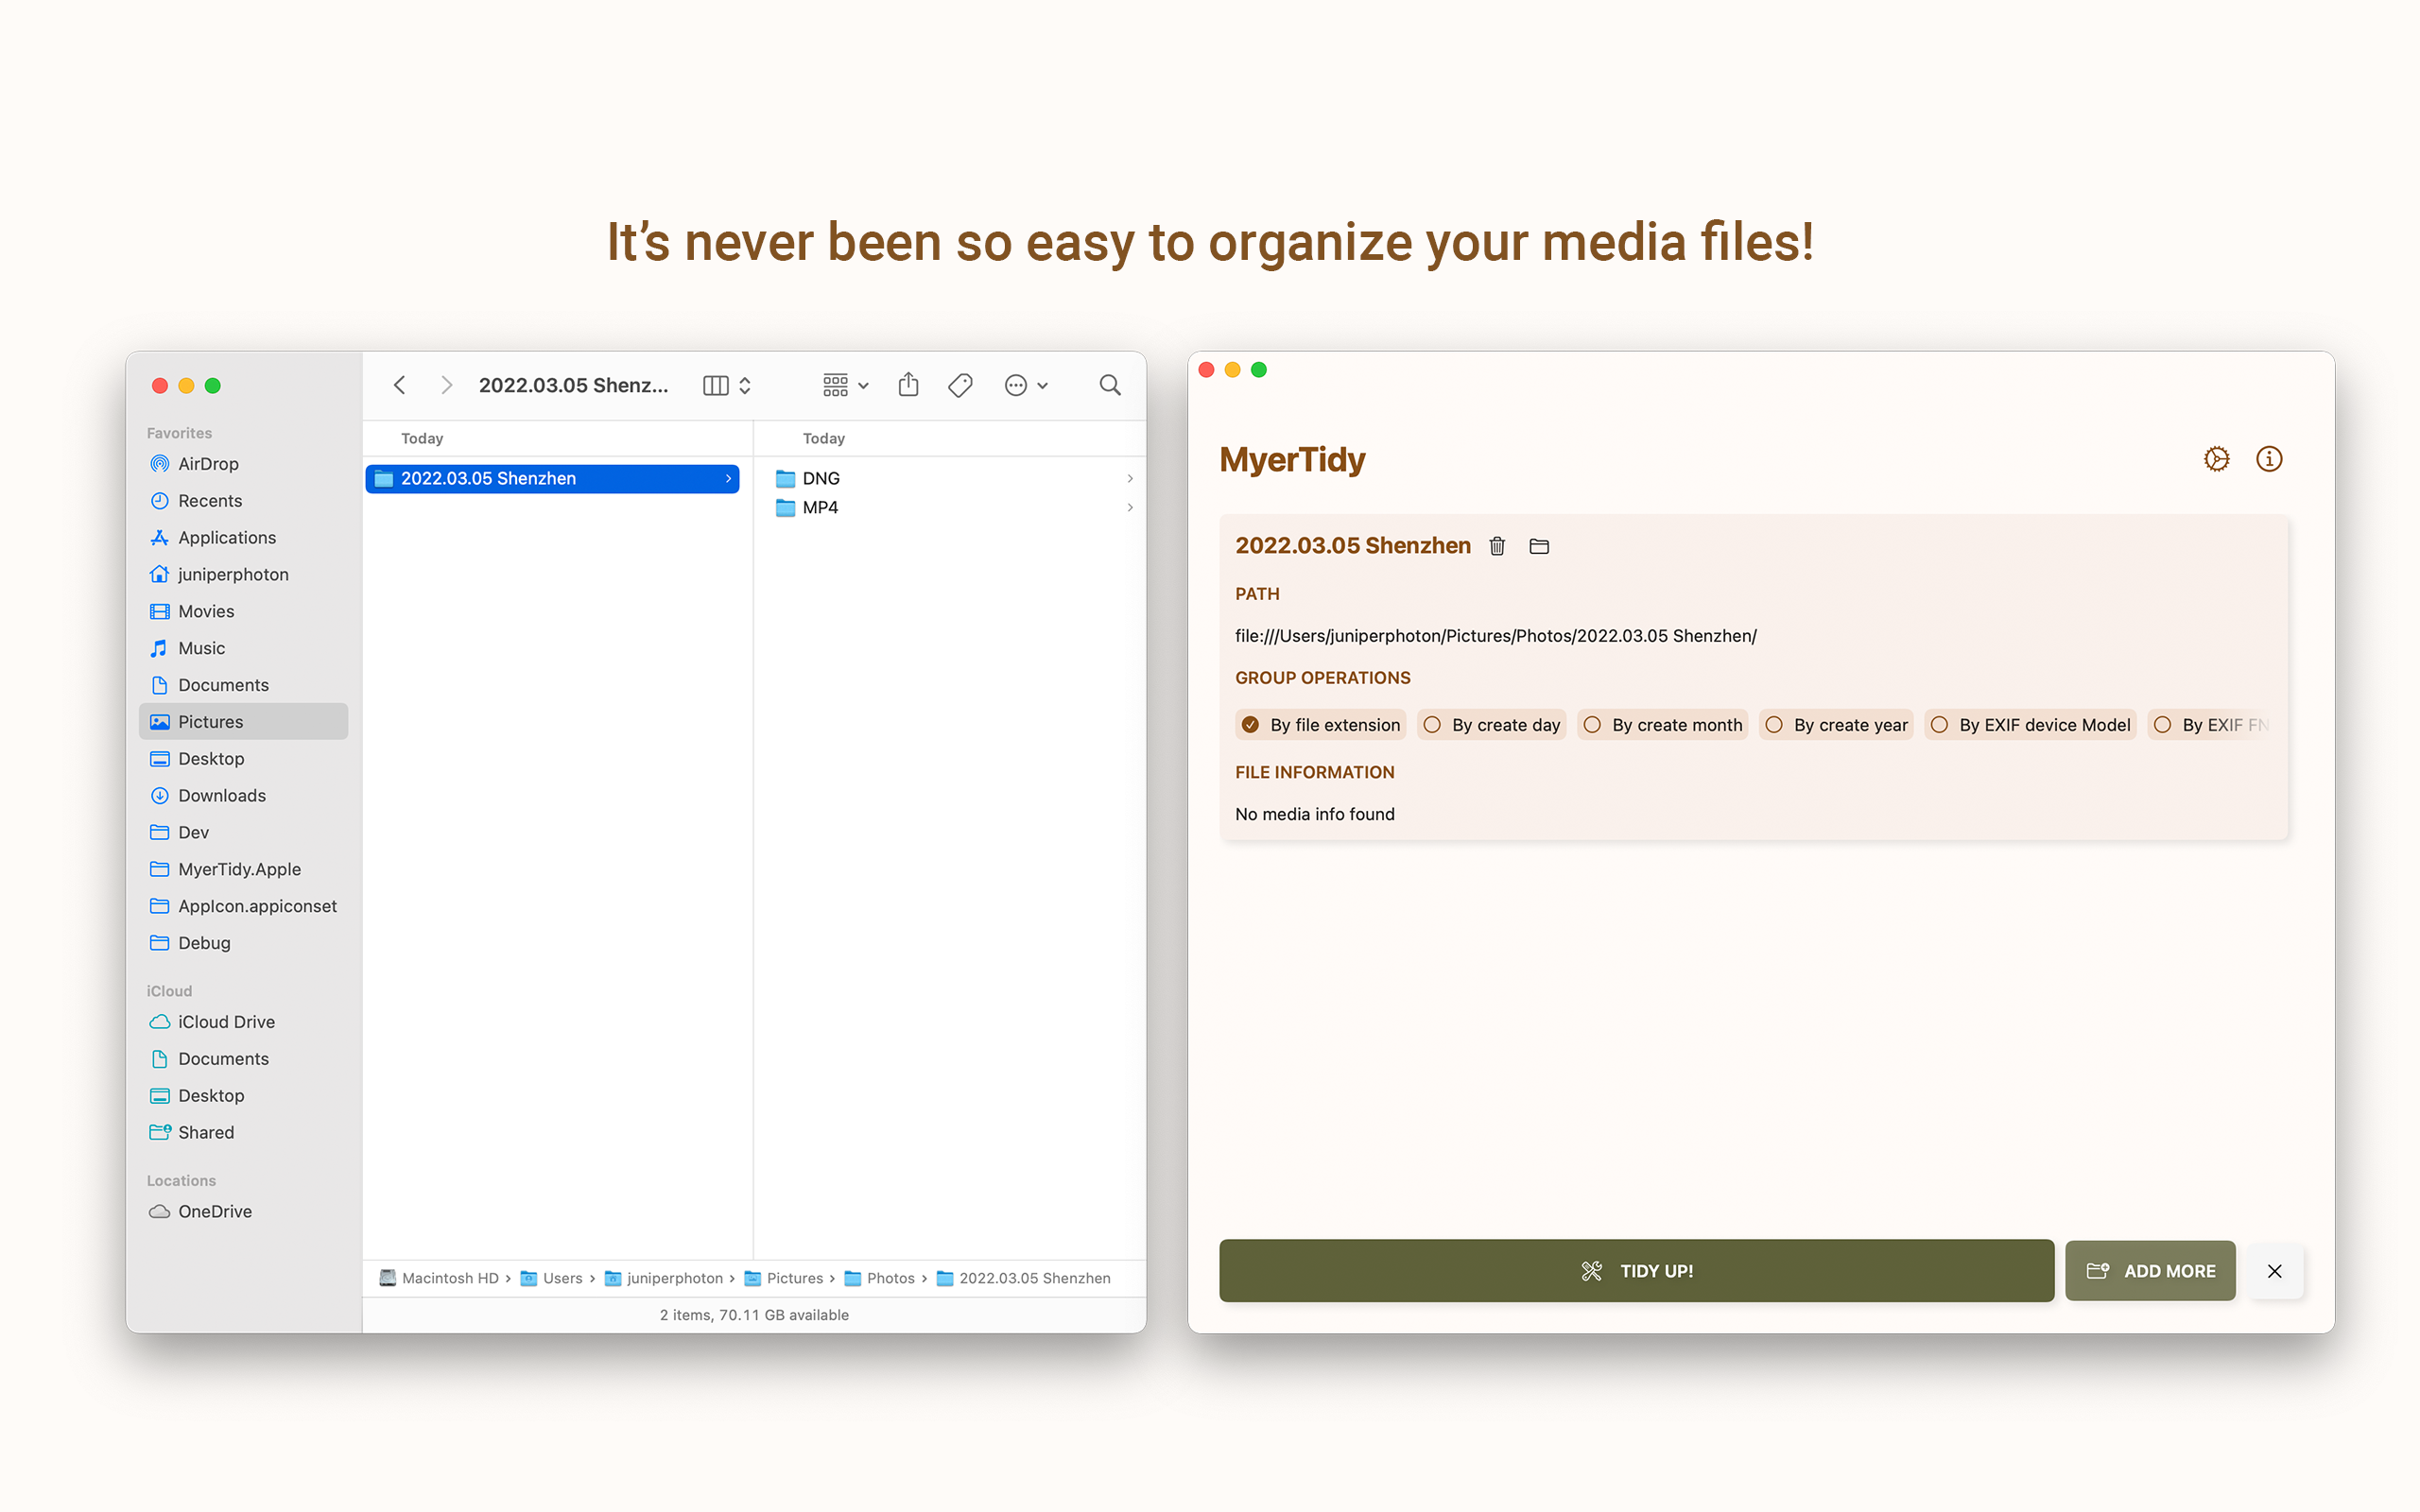 It's never been so easy to organize your media files!
2022.03.05 Shenz...
Favorites
AirDrop
Recents
Applications
juniperphoton
Movies
Music
Documents
Pictures
Desktop
Downloads
Dev
MyerTidy.Apple
AppIcon.appiconset
Debug
iCloud
iCloud Drive
Documents
Desktop
Shared
Locations
OneDrive
Today
2022.03.05 Shenzhen
Today
DNG
MP4
Macintosh HD › Users › juniperphoton › Pictures › Photos › 2022.03.05 Shenzhen
2 items, 70.11 GB available
MyerTidy
2022.03.05 Shenzhen
PATH
file:///Users/juniperphoton/Pictures/Photos/2022.03.05 Shenzhen/
GROUP OPERATIONS
By file extension By create day By create month By create year By EXIF device Model By EXIF FN
FILE INFORMATION
No media info found
TIDY UP! ADD MORE